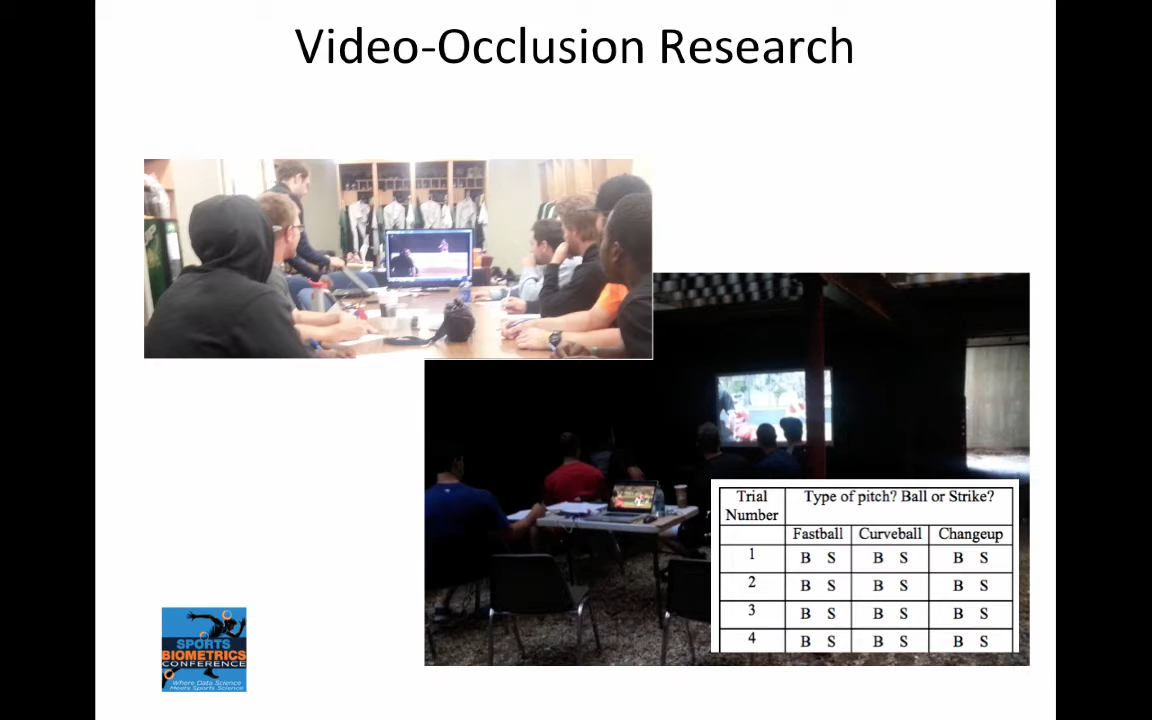 Video-Occlusion Research
Trial Number
Type of pitch? Ball or Strike?
Fastball Curveball Changeup
1 B S B S B S
2 B S B S B S
3 B S B S B S
4 B S B S B S
SPORTS
BIOMETRICS
CONFERENCE
Where Data Science
Meets Sports Science